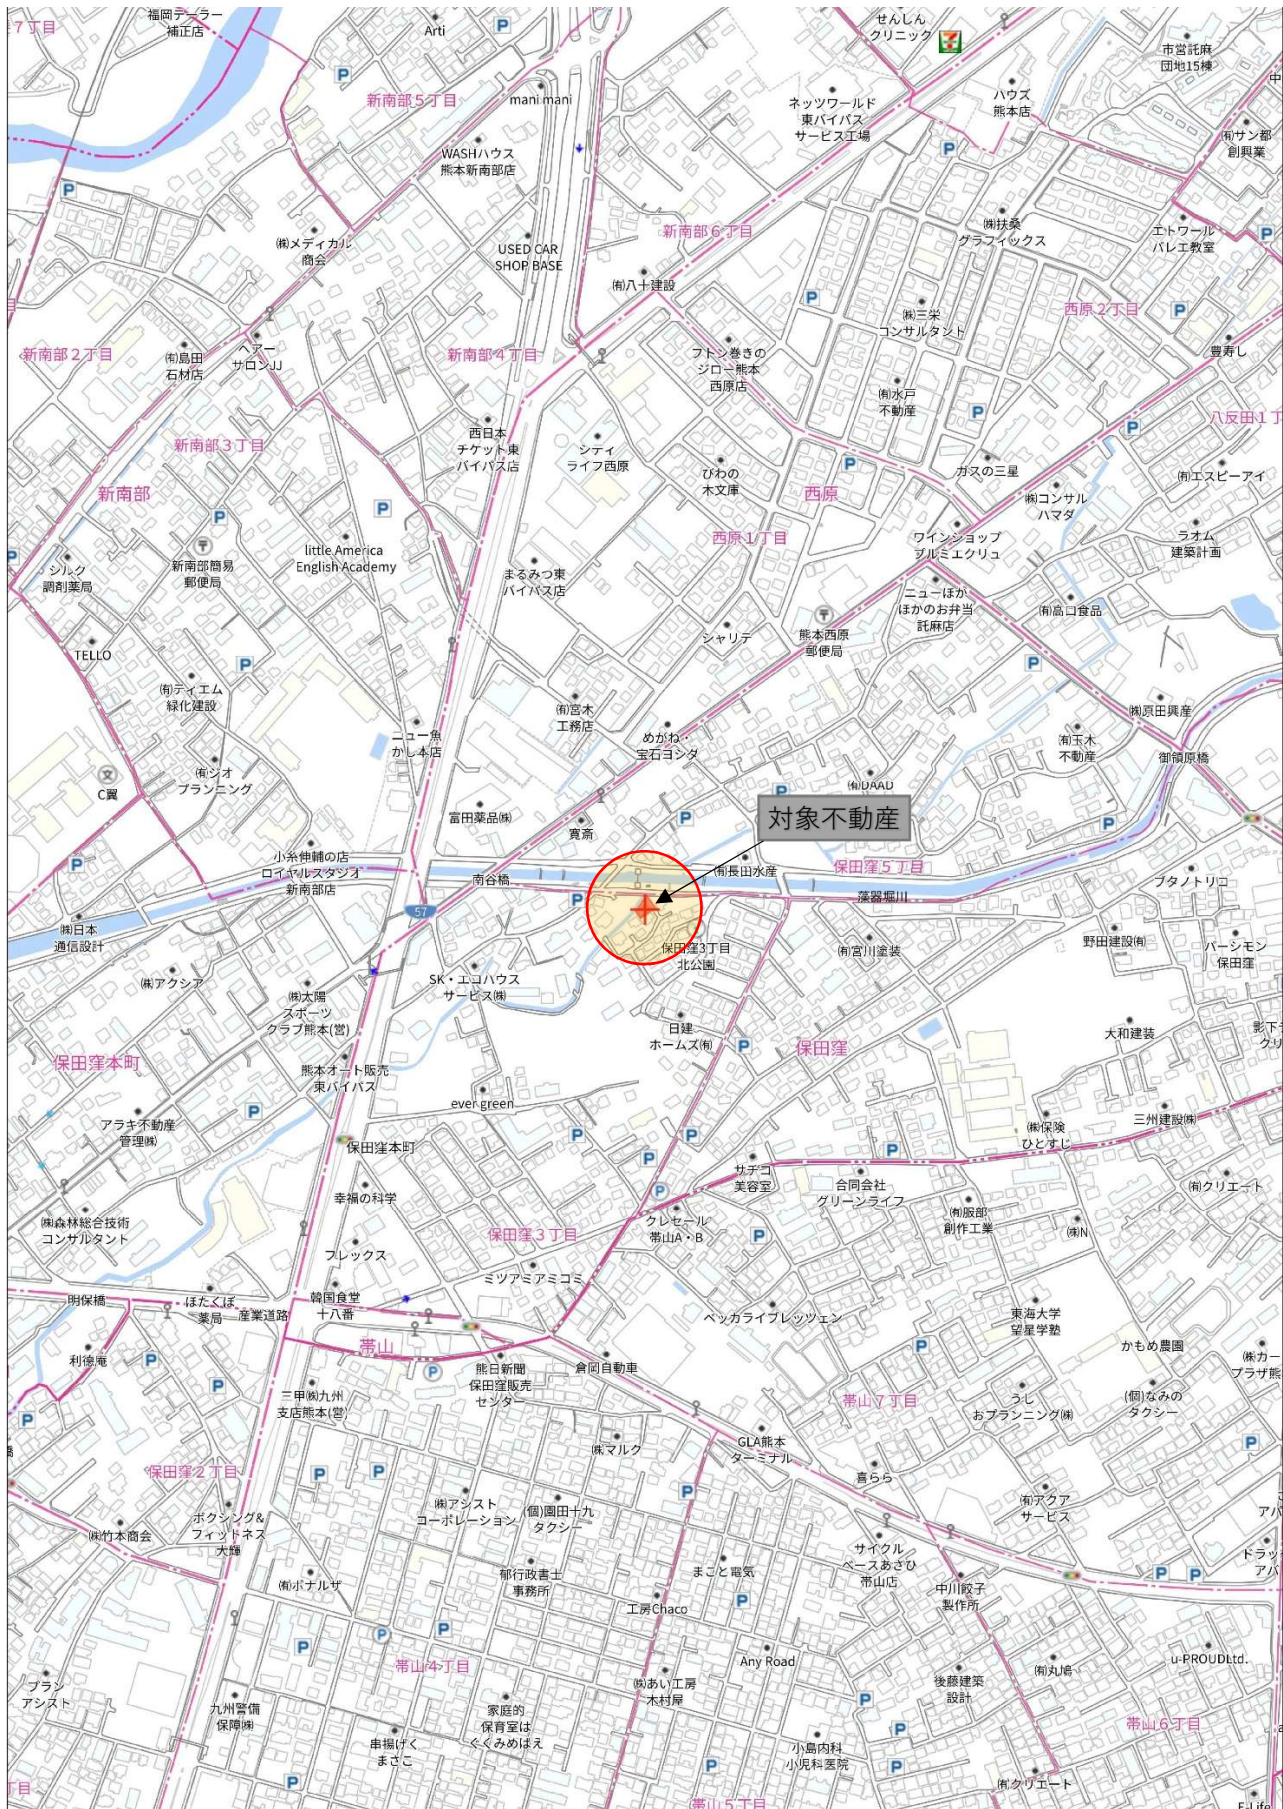 福岡テーラー
補正店
Arti
せんしん
クリニック
市営託麻
団地15棟
新南部5丁目
mani mani
ネッツワールド
東バイパス
サービス工場
ハウズ
熊本店
㈲サン都
創興業
WASHハウス
熊本新南部店
㈱メディカル
商会
USED CAR
SHOP BASE
新南部6丁目
㈱扶桑
グラフィックス
エトワール
バレエ教室
㈲八十建設
㈱三栄
コンサルタント
西原2丁目
新南部2丁目
㈲島田
石材店
ヘアー
サロンJJ
新南部4丁目
フトン巻きの
ジロー熊本
西原店
豊寿し
㈲水戸
不動産
八反田1丁
新南部3丁目
西日本
チケット東
バイパス店
シティ
ライフ西原
びわの
木文庫
ガスの三星
㈲エスピーアイ
新南部
西原
㈱コンサル
ハマダ
西原1丁目
ワインショップ
プルミエクリュ
ラオム
建築計画
little America
English Academy
新南部簡易
郵便局
シルク
調剤薬局
まるみつ東
バイパス店
ニューほか
ほかのお弁当
託麻店
㈲高口食品
TELLO
シャリテ
熊本西原
郵便局
㈲ティエム
緑化建設
㈲宮木
工務店
㈱原田興産
ニュー魚
かし本店
めがね・
宝石ヨシダ
㈲玉木
不動産
御領原橋
C翼
㈲ジオ
プランニング
㈲DAAD
富田薬品㈱
寛斎
対象不動産
小糸伸輔の店
ロイヤルスタジオ
新南部店
南谷橋
㈲長田水産
保田窪5丁目
ブタノトリコ
藻器堀川
57
㈱日本
通信設計
保田窪3丁目
北公園
㈲宮川塗装
野田建設㈲
パーシモン
保田窪
㈱アクシア
㈱太陽
スポーツ
クラブ熊本(営)
SK・エコハウス
サービス㈱
日建
ホームズ㈲
大和建装
保田窪本町
保田窪
熊本オート販売
東バイパス
ever green
アラキ不動産
管理㈱
㈱保険
ひとすじ
三州建設㈱
保田窪本町
サチコ
美容室
幸福の科学
合同会社
グリーンライフ
㈲クリエート
㈱森林総合技術
コンサルタント
保田窪3丁目
クレセール
帯山A・B
㈲服部
創作工業
㈱N
フレックス
ミツアミアミコミ
明保橋
ほたくぼ
薬局
産業道路
韓国食堂
十八番
ベッカライブレッツェン
東海大学
望星学塾
かもめ農園
利徳庵
帯山
熊日新聞
保田窪販売
センター
倉岡自動車
三甲㈱九州
支店熊本(営)
帯山7丁目
うし
おプランニング㈱
(個)なみの
タクシー
㈱マルク
GLA熊本
ターミナル
保田窪2丁目
喜らら
㈱アシスト
コーポレーション
(個)園田十九
タクシー
㈲アクア
サービス
㈱竹本商会
ボクシング&
フィットネス
大輝
サイクル
ベースあさひ
帯山店
㈲ボナルザ
郁行政書士
事務所
まこと電気
中川餃子
製作所
工房Chaco
帯山4丁目
Any Road
u-PROUDLtd.
プラン
アシスト
㈱あい工房
木村屋
後藤建築
設計
㈲丸鳩
九州警備
保障㈱
家庭的
保育室は
ぐくみめばえ
帯山6丁目
串揚げく
まさこ
小島内科
小児科医院
㈲クリエート
帯山5丁目